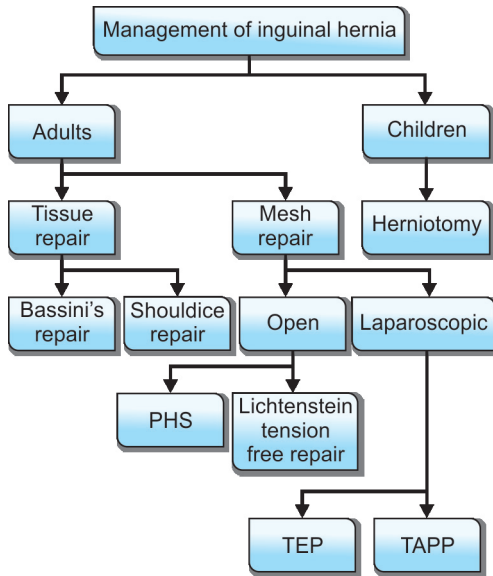 Management of inguinal hernia
Adults
Children
Tissue
repair
Mesh
repair
Herniotomy
Bassini's
repair
Shouldice
repair
Open
Laparoscopic
PHS
Lichtenstein
tension
free repair
TEP
TAPP